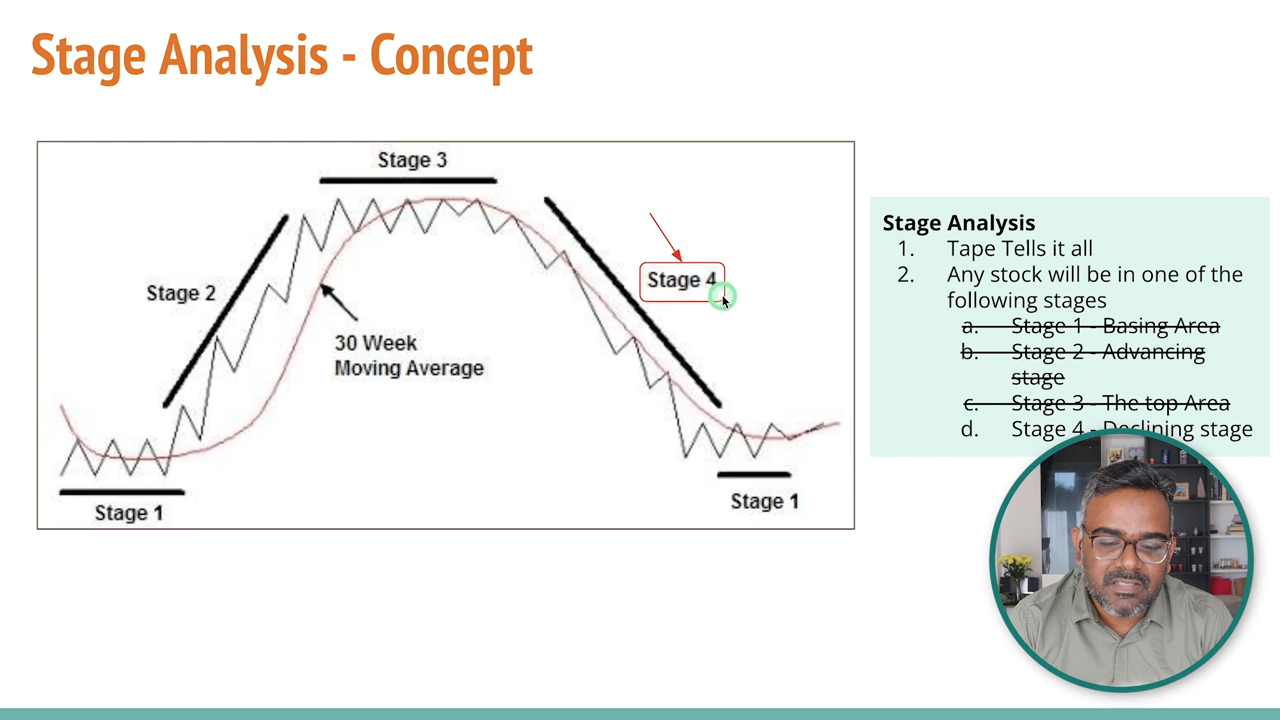 Stage Analysis - Concept
Stage 3
Stage 2
Stage 4
30 Week
Moving Average
Stage 1
Stage 1
Stage Analysis
1. Tape Tells it all
2. Any stock will be in one of the
following stages
a. Stage 1 - Basing Area
b. Stage 2 - Advancing
stage
c. Stage 3 - The top Area
d. Stage 4 - Declining stage